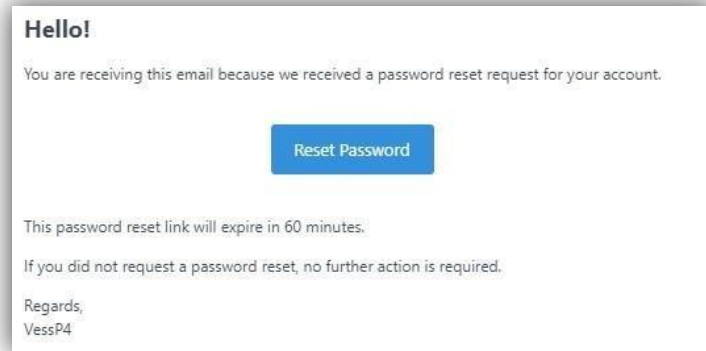 Hello!
You are receiving this email because we received a password reset request for your account.
Reset Password
This password reset link will expire in 60 minutes.
If you did not request a password reset, no further action is required.
Regards,
VessP4